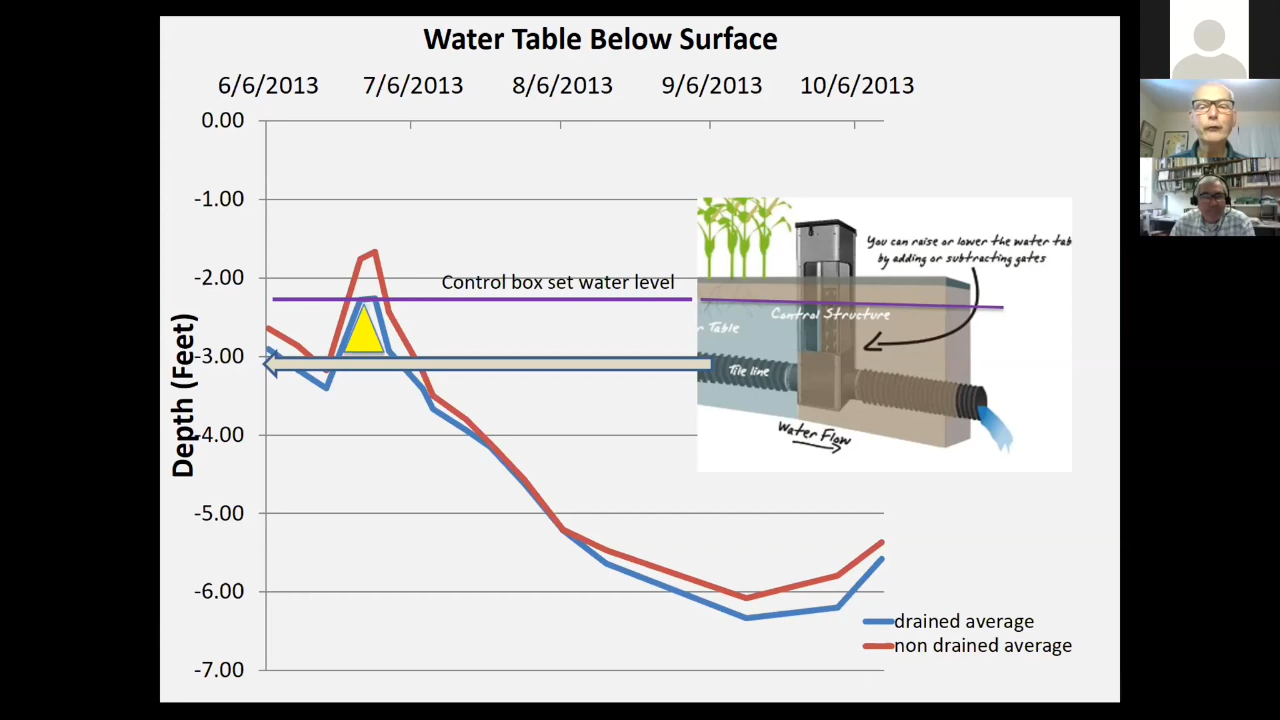 Water Table Below Surface
6/6/2013 7/6/2013 8/6/2013 9/6/2013 10/6/2013
0.00
-1.00
-2.00
-3.00
-4.00
-5.00
-6.00
-7.00
Depth (Feet)
Control box set water level
You can raise or lower the water tab
by adding or subtracting gates
Control Structure
r Table
Tile line
Water Flow
drained average
non drained average